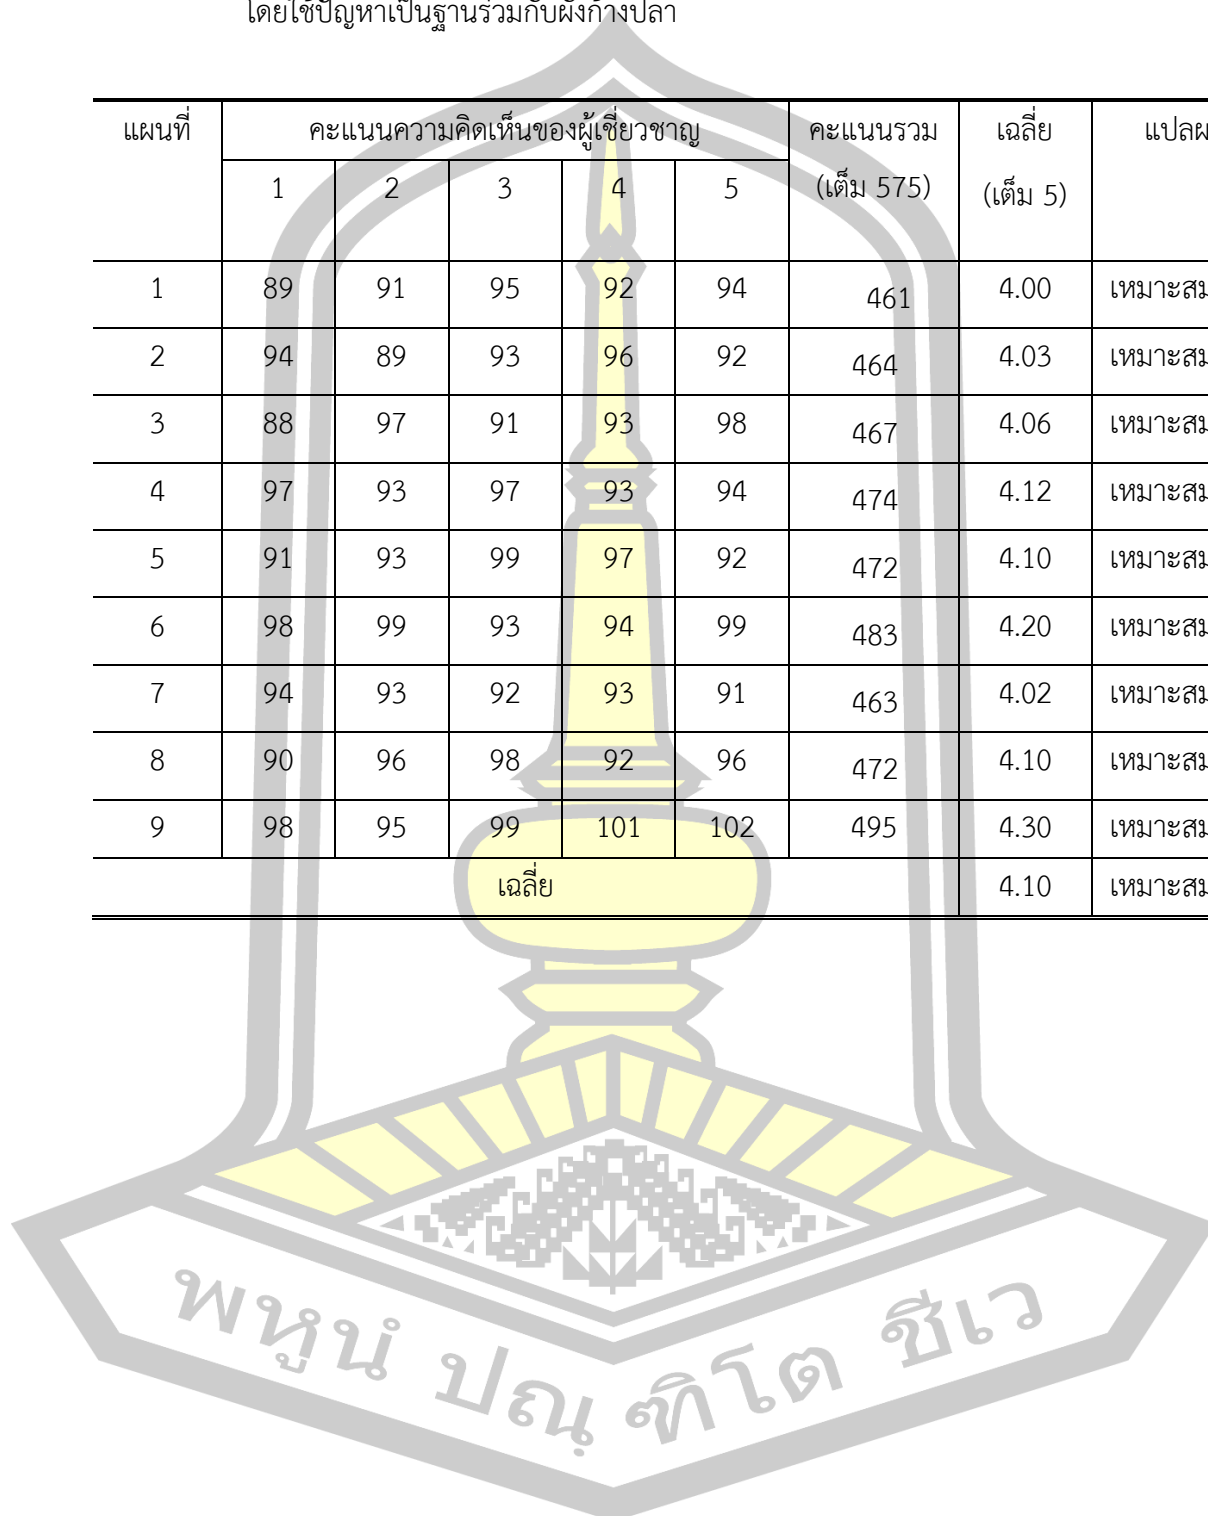 โดยใช้ปัญหาเป็นฐานร่วมกับผังก้างปลา
แผนที่ คะแนนความคิดเห็นของผู้เชี่ยวชาญ คะแนนรวม เฉลี่ย แปลผ
1 2 3 4 5 (เต็ม 575) (เต็ม 5)
1 89 91 95 92 94 461 4.00 เหมาะสม
2 94 89 93 96 92 464 4.03 เหมาะสม
3 88 97 91 93 98 467 4.06 เหมาะสม
4 97 93 97 93 94 474 4.12 เหมาะสม
5 91 93 99 97 92 472 4.10 เหมาะสม
6 98 99 93 94 99 483 4.20 เหมาะสม
7 94 93 92 93 91 463 4.02 เหมาะสม
8 90 96 98 92 96 472 4.10 เหมาะสม
9 98 95 99 101 102 495 4.30 เหมาะสม
เฉลี่ย 4.10 เหมาะสม
พหูนํ ปณฺฑิโต ชีเว